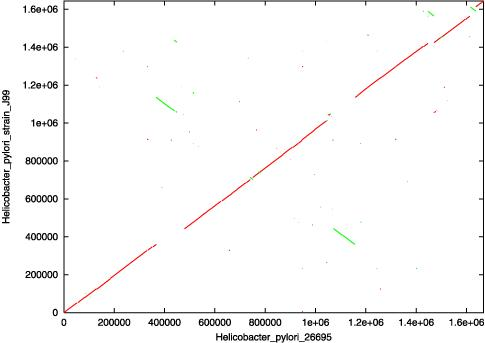 1.6e+06
1.4e+06
1.2e+06
1e+06
800000
600000
400000
200000
0
Helicobacter_pylori_strain_J99
0 200000 400000 600000 800000 1e+06 1.2e+06 1.4e+06 1.6e+06
Helicobacter_pylori_26695